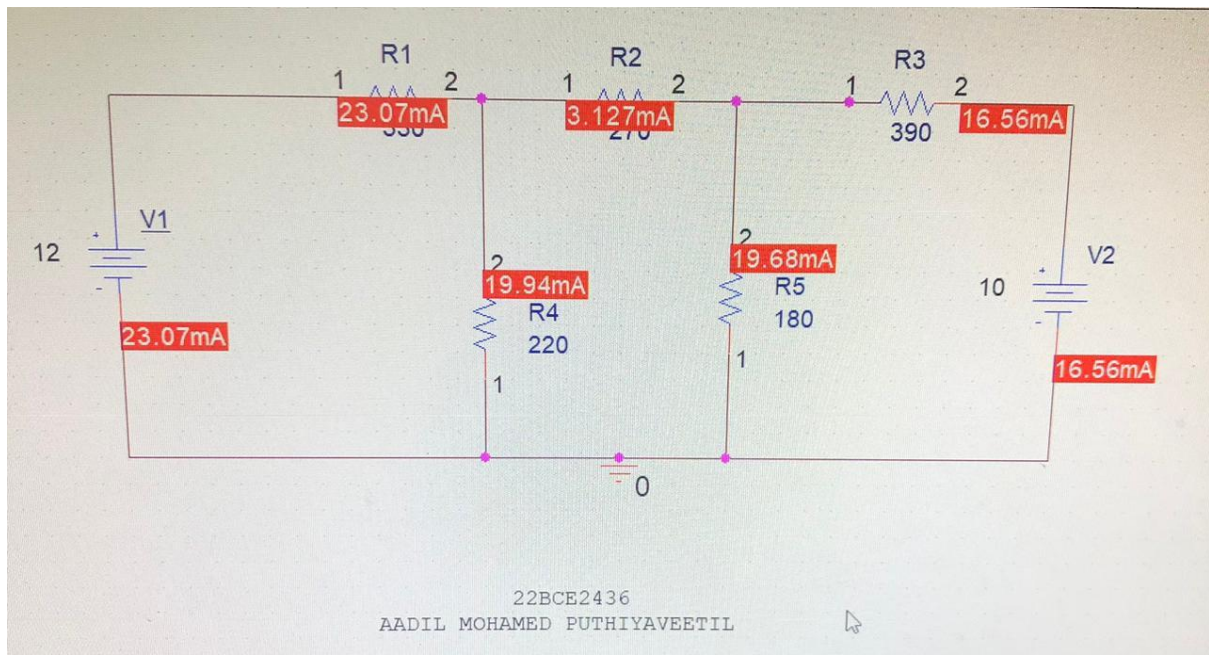 R1
R2
R3
1
2
1
2
1
2
23.07mA
3.127mA
16.56mA
270
390
V1
12
2
19.94mA
R4
220
1
2
19.68mA
R5
180
1
V2
10
+
-
+
-
23.07mA
16.56mA
0
22BCE2436
AADIL MOHAMED PUTHIYAVEETIL